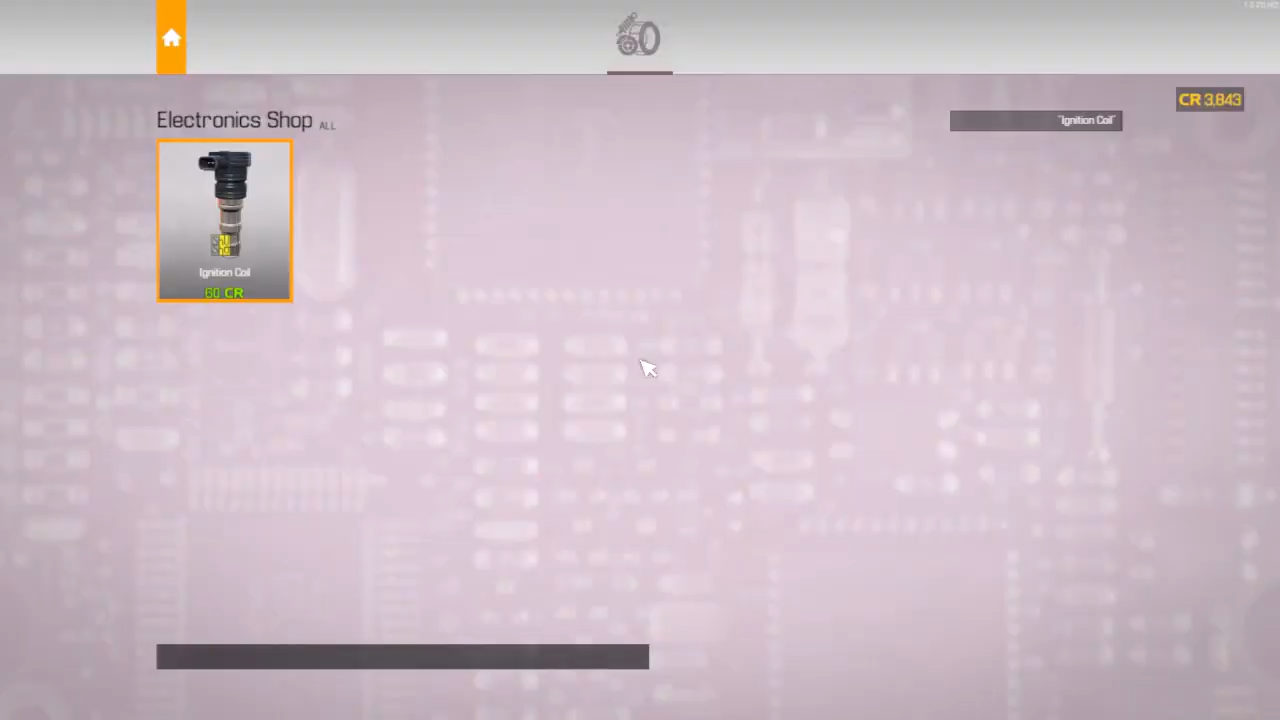 CR 3,843
Electronics Shop ALL
"Ignition Coil"
Ignition Coil
60 CR